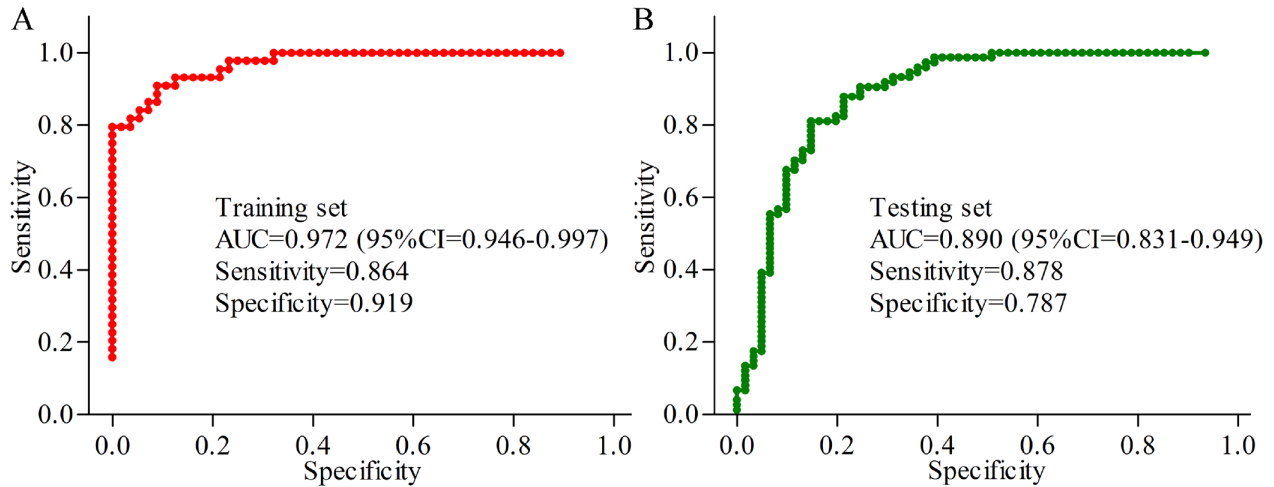 A
1.0
0.8
0.6
0.4
0.2
0.0
Sensitivity
Training set
AUC=0.972 (95%CI=0.946-0.997)
Sensitivity=0.864
Specificity=0.919
0.0 0.2 0.4 0.6 0.8 1.0
Specificity
B
1.0
0.8
0.6
0.4
0.2
0.0
Sensitivity
Testing set
AUC=0.890 (95%CI=0.831-0.949)
Sensitivity=0.878
Specificity=0.787
0.0 0.2 0.4 0.6 0.8 1.0
Specificity